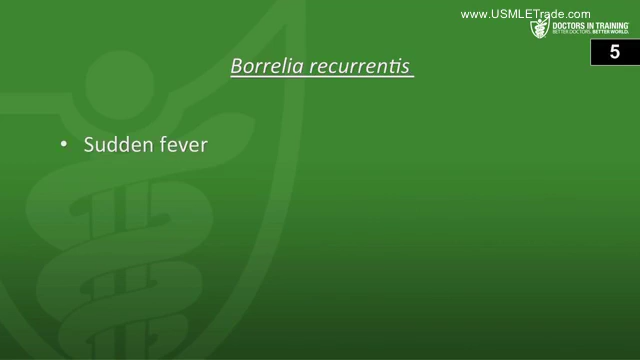 www.USMLETrade.com
DOCTORS IN TRAINING
BETTER DOCTORS. BETTER WORLD.
5
Borrelia recurrentis
• Sudden fever